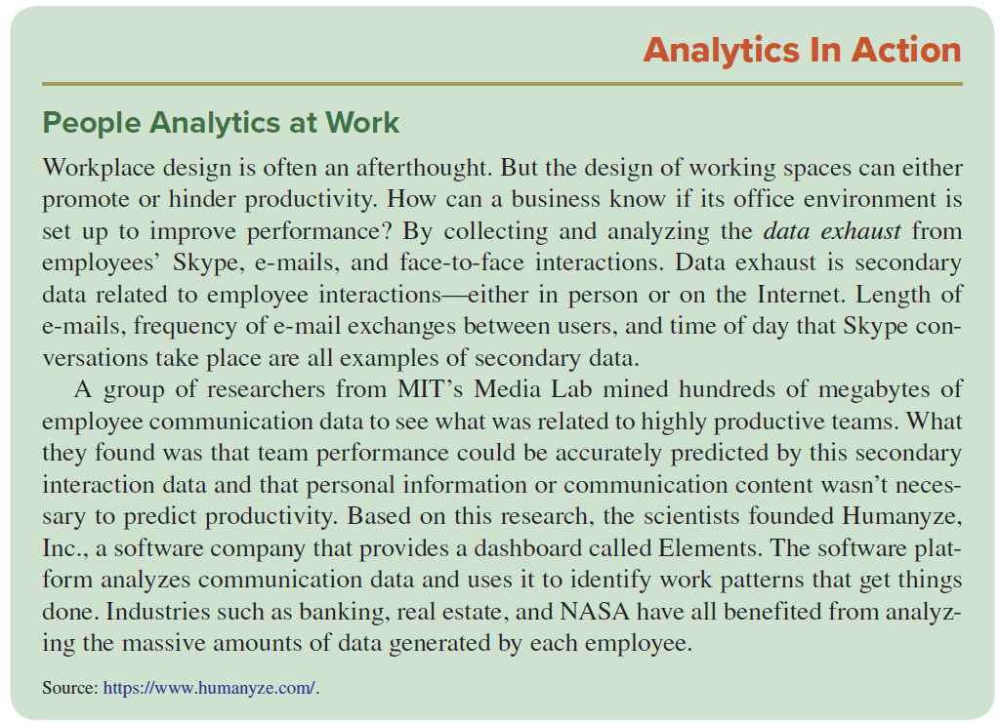 Analytics In Action
People Analytics at Work
Workplace design is often an afterthought. But the design of working spaces can either
promote or hinder productivity. How can a business know if its office environment is
set up to improve performance? By collecting and analyzing the data exhaust from
employees’ Skype, e-mails, and face-to-face interactions. Data exhaust is secondary
data related to employee interactions—either in person or on the Internet. Length of
e-mails, frequency of e-mail exchanges between users, and time of day that Skype con-
versations take place are all examples of secondary data.
A group of researchers from MIT’s Media Lab mined hundreds of megabytes of
employee communication data to see what was related to highly productive teams. What
they found was that team performance could be accurately predicted by this secondary
interaction data and that personal information or communication content wasn’t neces-
sary to predict productivity. Based on this research, the scientists founded Humanyze,
Inc., a software company that provides a dashboard called Elements. The software plat-
form analyzes communication data and uses it to identify work patterns that get things
done. Industries such as banking, real estate, and NASA have all benefited from analyz-
ing the massive amounts of data generated by each employee.
Source: https://www.humanyze.com/.